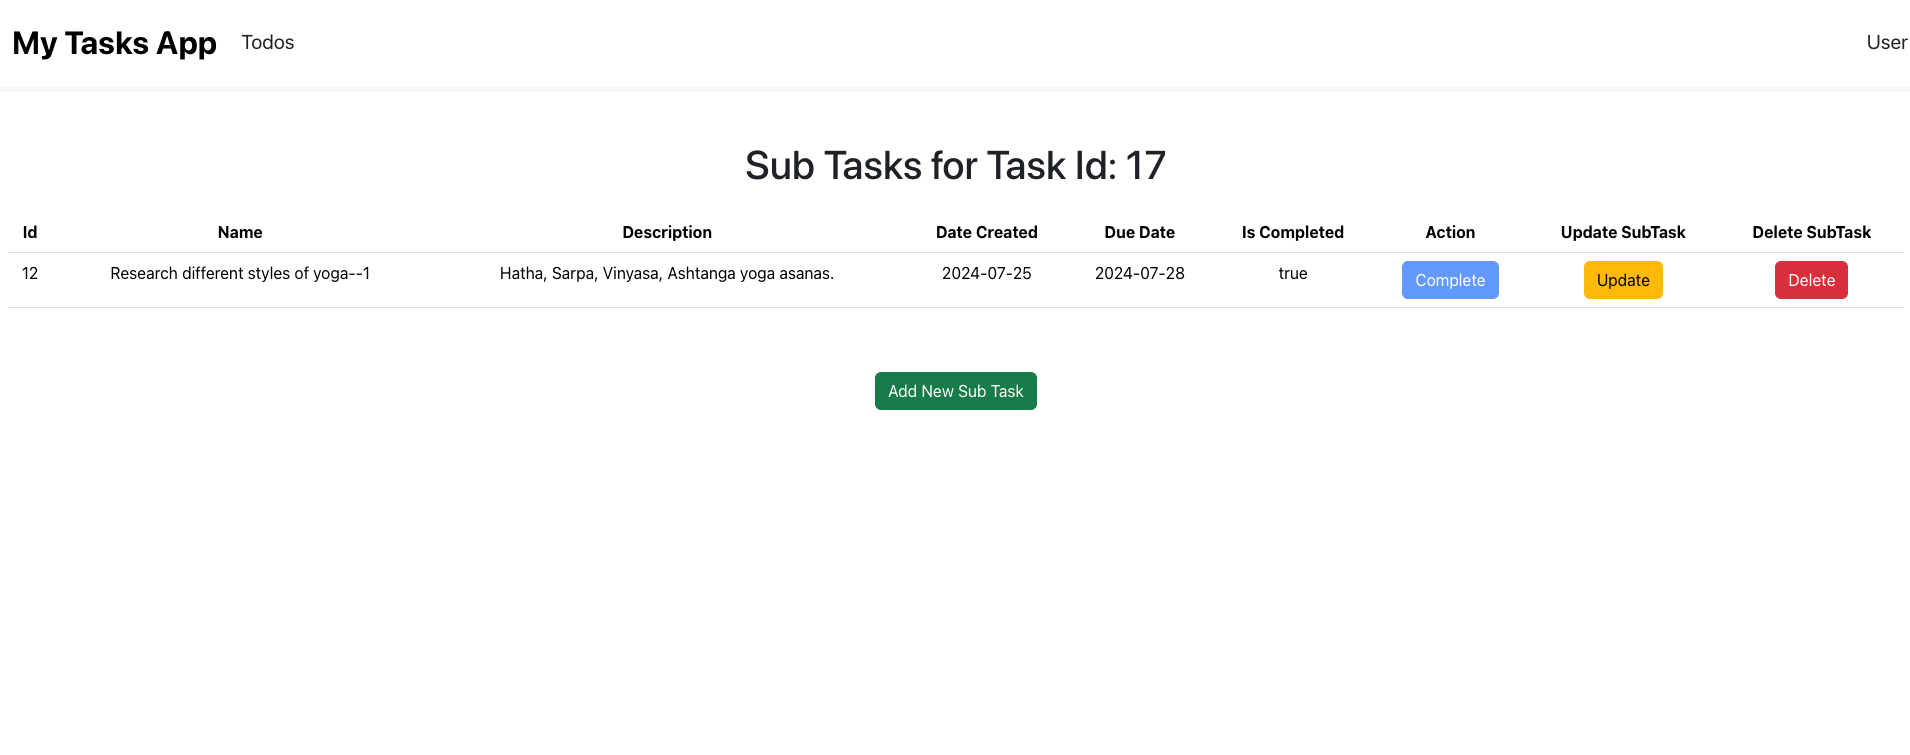 My Tasks App Todos User
Sub Tasks for Task Id: 17
Id Name Description Date Created Due Date Is Completed Action Update SubTask Delete SubTask
12 Research different styles of yoga--1 Hatha, Sarpa, Vinyasa, Ashtanga yoga asanas. 2024-07-25 2024-07-28 true Complete Update Delete
Add New Sub Task